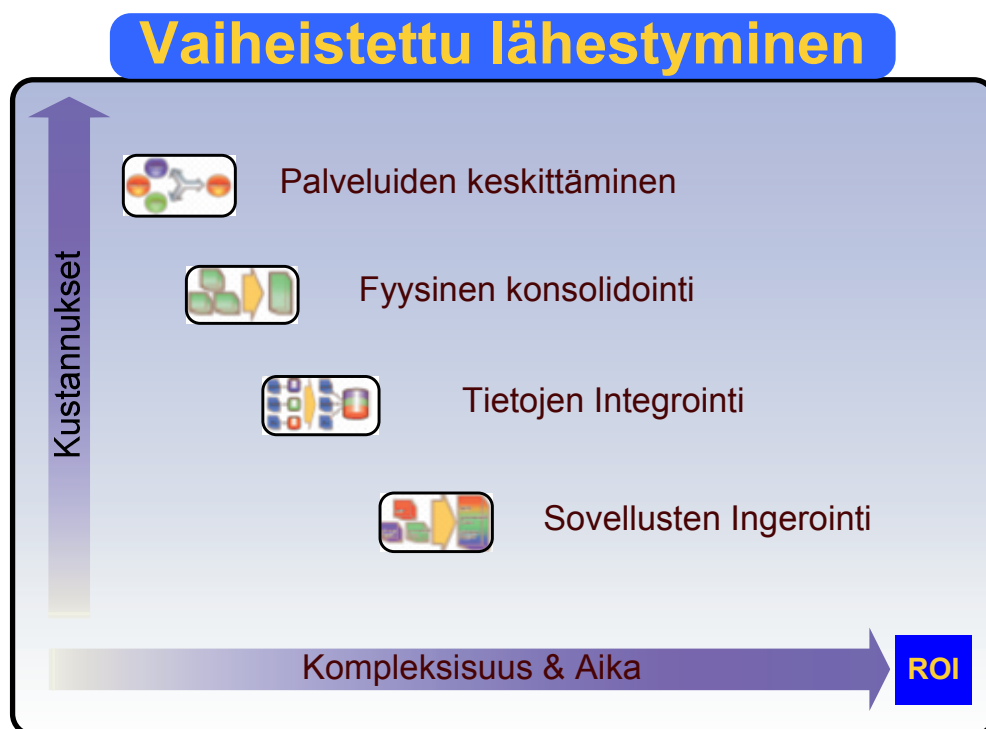 Vaiheistettu lähestyminen
Palveluiden keskittäminen
Fyysinen konsolidointi
Tietojen Integrointi
Sovellusten Ingerointi
Kustannukset
Kompleksisuus & Aika
ROI